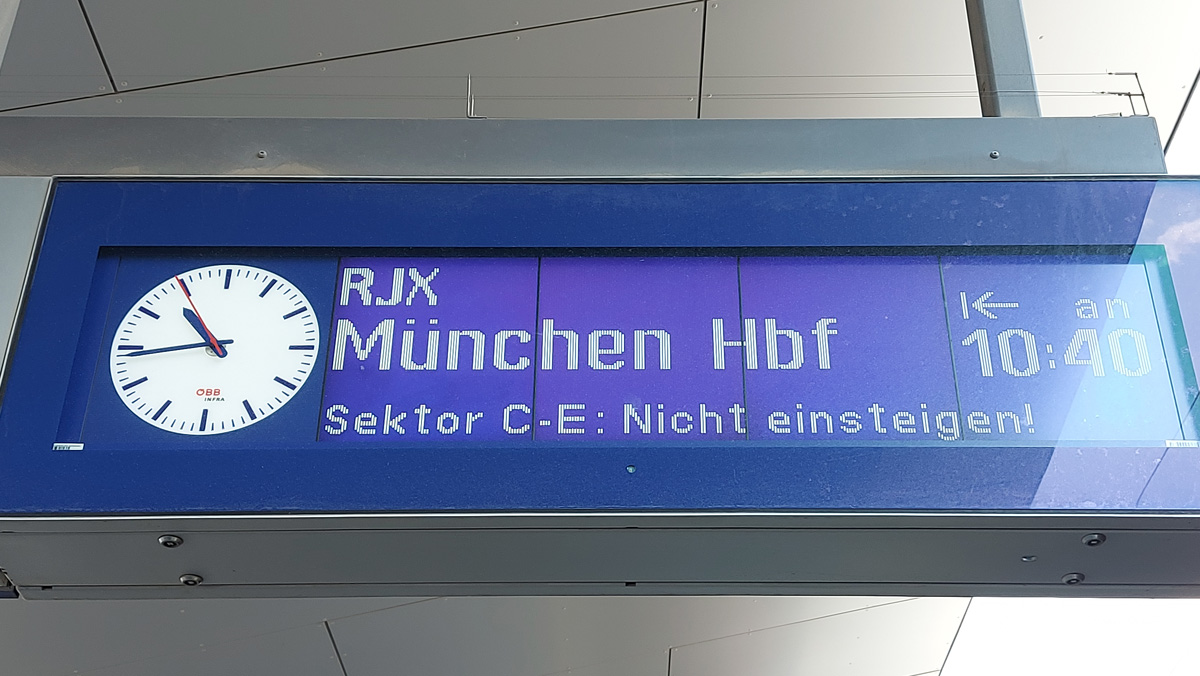 RJX
München Hbf
Sektor C-E: Nicht einsteigen!
an
10:40
ÖBB
INFRA